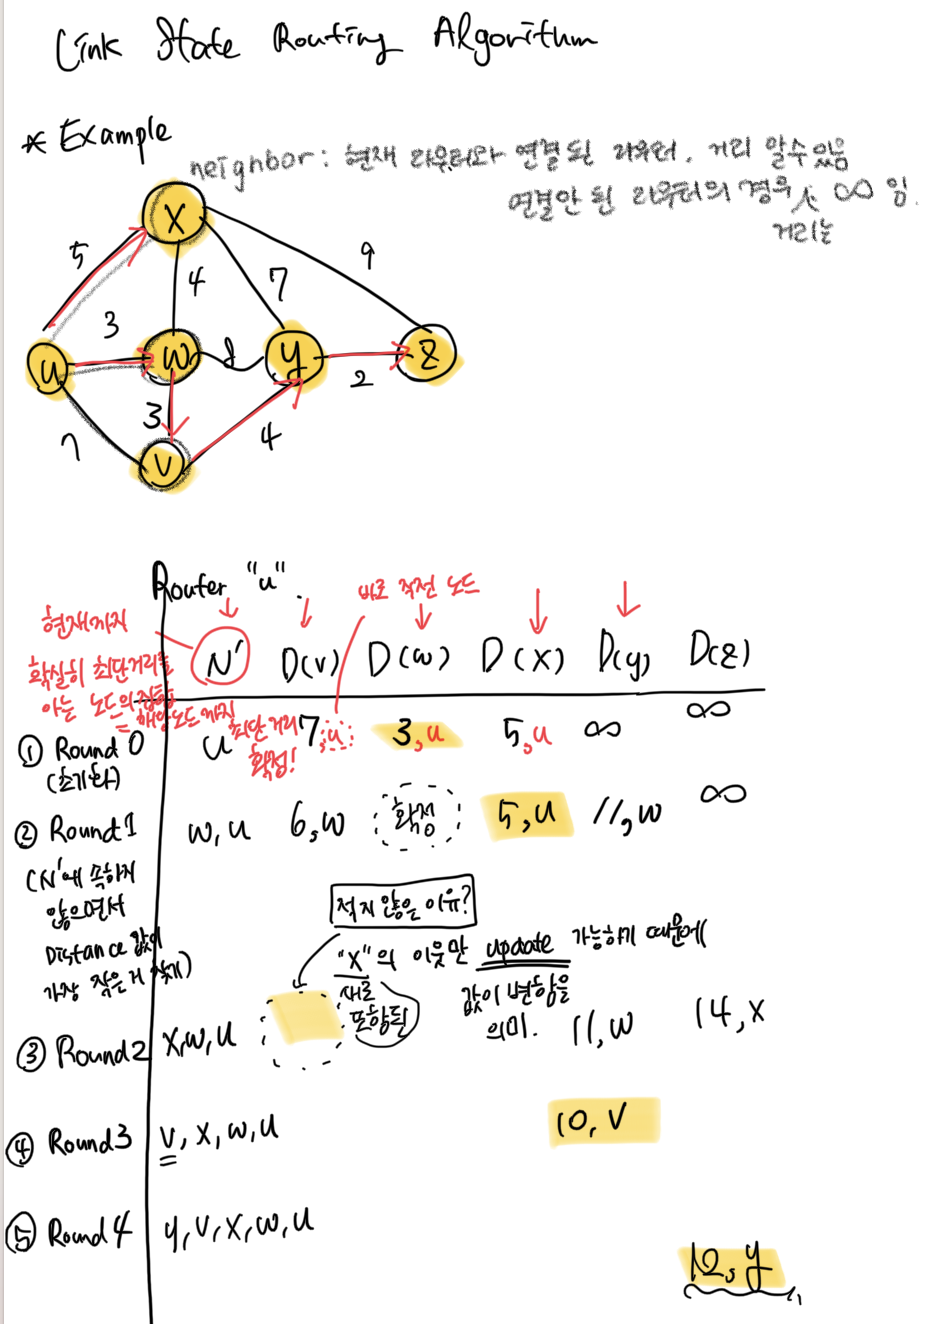 Link State Routing Algorithm
* Example
neighbor : 현재 라우터와 연결된 라우터, 거리 알수있음
연결안 된 라우터의 경우 거리는 ∞ 임.
X
5
4
7
9
3
u
w
8
y
z
2
3
7
4
v
Router "u".
바로 직전 노드
현재까지
확실히 최단거리를
아는 노드의 집합
N' D(v) D(w) D(x) D(y) D(z)
= 해당노드까지
최단거리
확정!
① Round 0 u 7,u 3,u 5,u ∞ ∞
(초기화)
② Round 1 w,u 6,w 확정 5,u 11,w ∞
(N'에 속하지
않으면서
Distance 값이
가장 작은거 찾기)
적지 않은 이유?
"X"의 이웃만 update 가능하기 때문에
새로
포함된
값이 변함을
의미.
③ Round 2 x,w,u 11,w 14,x
④ Round 3 v,x,w,u 10,v
⑤ Round 4 y,v,x,w,u
12,y